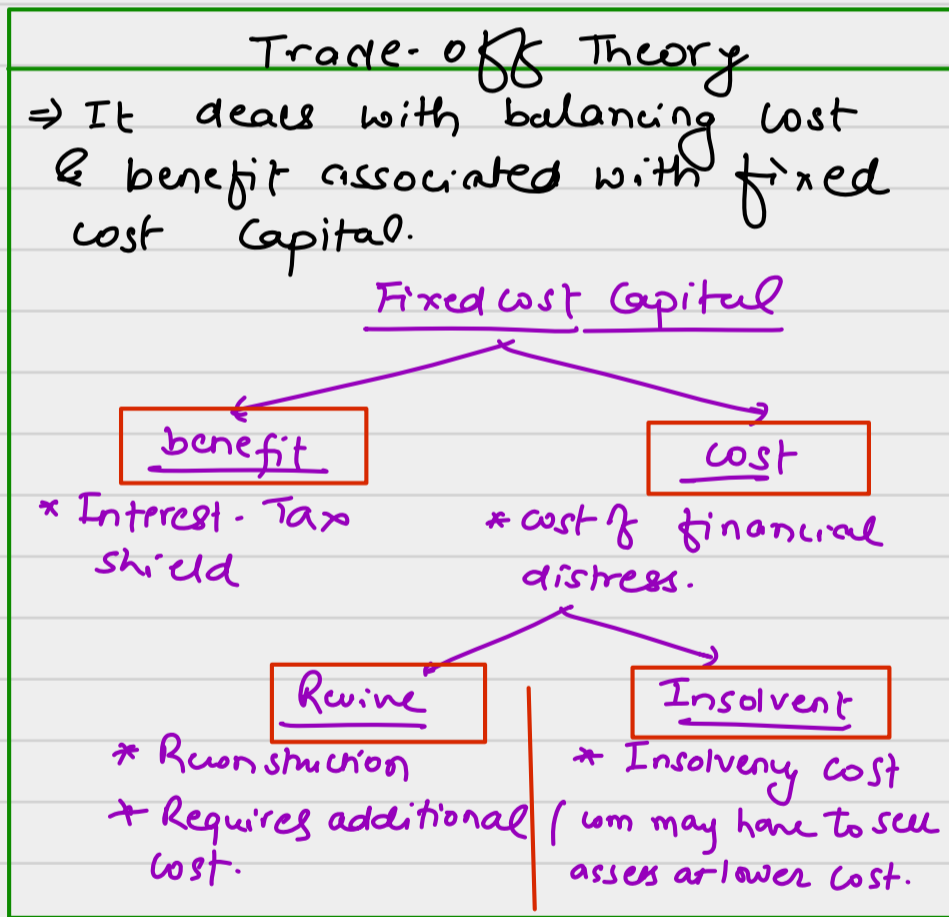 Trade-off Theory
⇒ It deals with balancing cost
& benefit associated with fixed
cost Capital.
Fixed cost Capital
benefit
cost
* Interest-Tax
shield
* cost of financial
distress.
Revive
Insolvent
* Reconstruction
* Requires additional
cost.
* Insolveny cost
( com may have to sell
assets at lower cost.